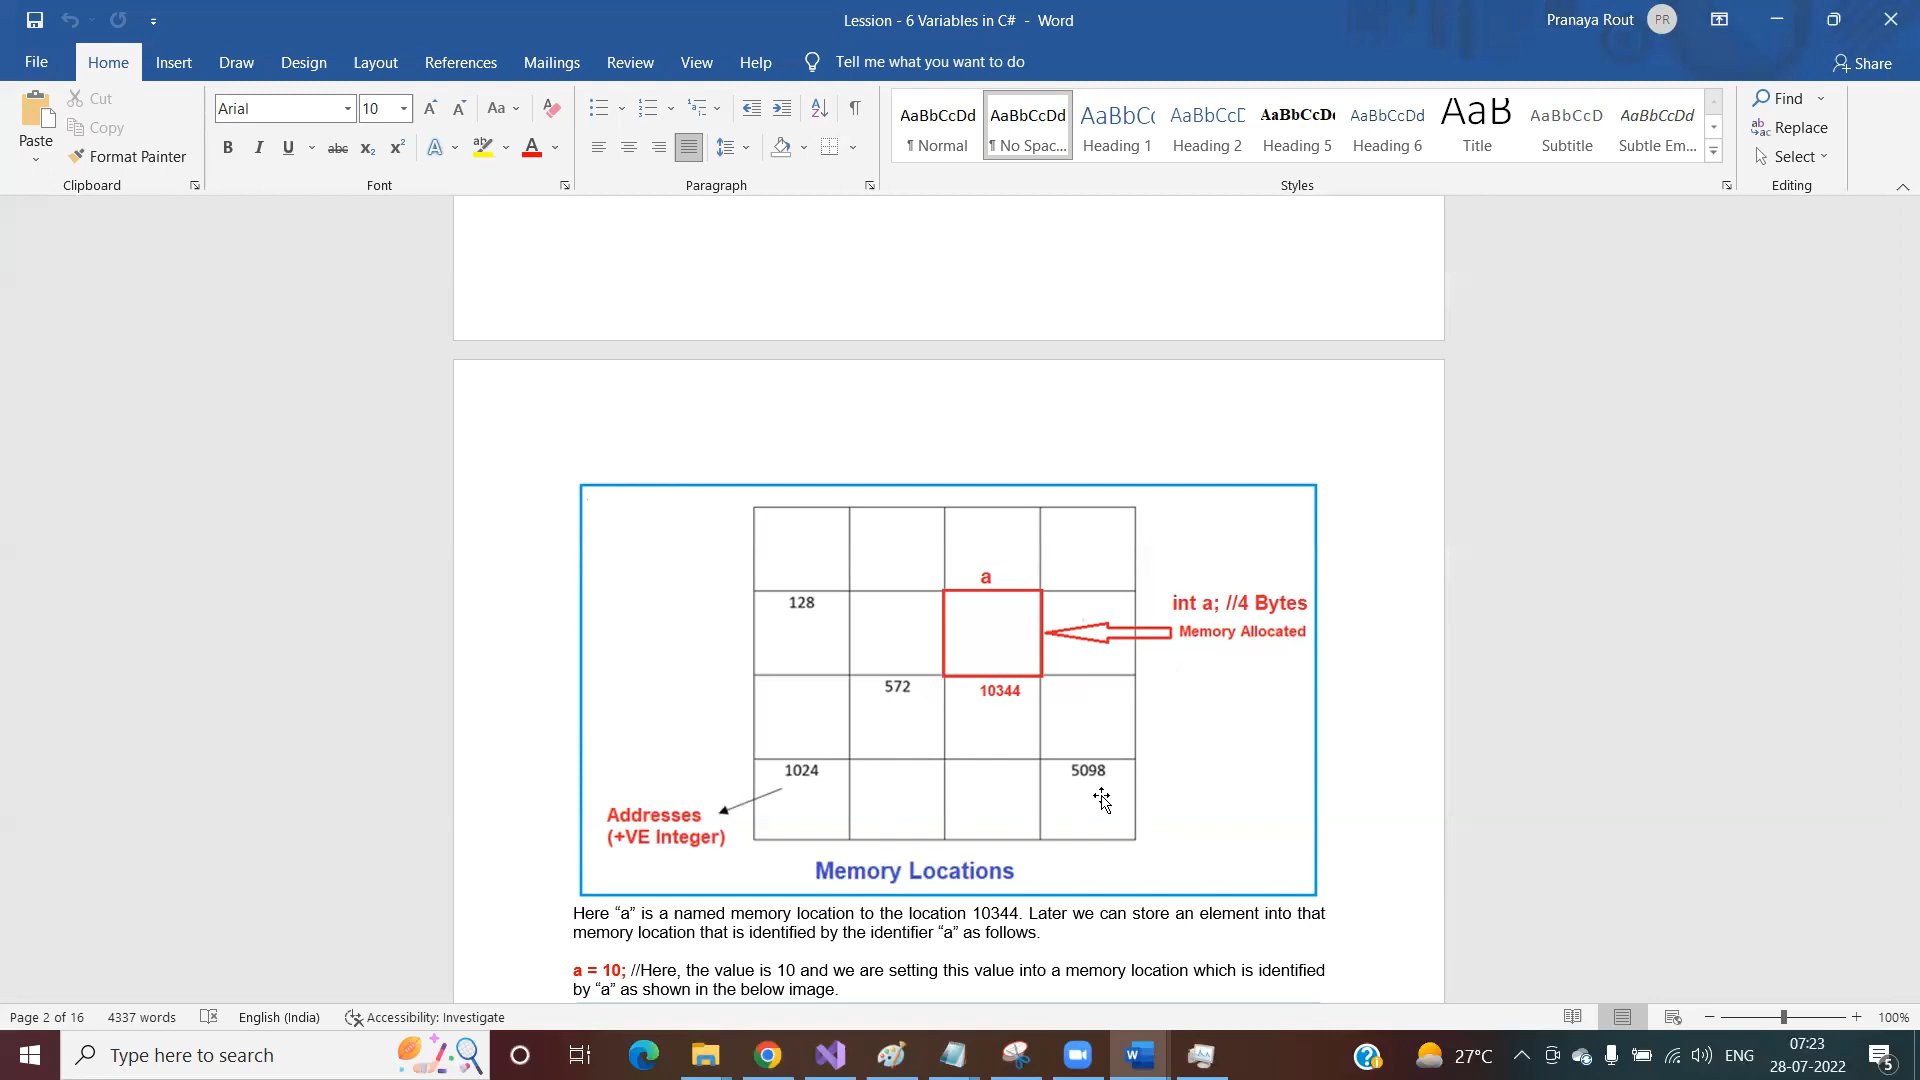 Lession - 6 Variables in C# - Word
Pranaya Rout PR
File Home Insert Draw Design Layout References Mailings Review View Help Tell me what you want to do Share
Paste
Cut
Copy
Format Painter
Clipboard
Arial 10
Aa
B I U abc x₂ x² A ab A
Font
Paragraph
AaBbCcDd ¶ Normal
AaBbCcDd ¶ No Spac...
AaBbCc Heading 1
AaBbCcD Heading 2
AaBbCcDc Heading 5
AaBbCcDd Heading 6
AaB Title
AaBbCcD Subtitle
AaBbCcDd Subtle Em...
Styles
Find
Replace
Select
Editing
a
128
int a; //4 Bytes
Memory Allocated
572 10344
1024 5098
Addresses
(+VE Integer)
Memory Locations
Here “a” is a named memory location to the location 10344. Later we can store an element into that
memory location that is identified by the identifier “a” as follows.
a = 10; //Here, the value is 10 and we are setting this value into a memory location which is identified
by “a” as shown in the below image.
Page 2 of 16 4337 words English (India) Accessibility: Investigate 100%
Type here to search
27°C ENG
07:23
28-07-2022
5